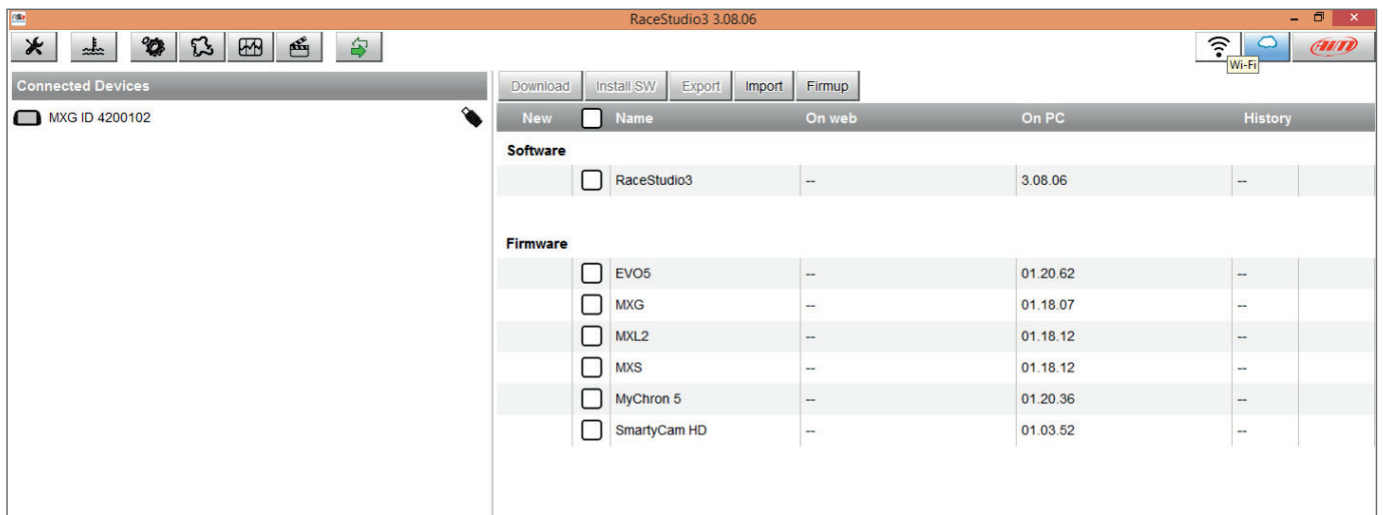 RaceStudio3 3.08.06
AiM
Wi-Fi
Connected Devices
MXG ID 4200102
Download Install SW Export Import Firmup
New Name On web On PC History
Software
RaceStudio3 -- 3.08.06 --
Firmware
EVO5 -- 01.20.62 --
MXG -- 01.18.07 --
MXL2 -- 01.18.12 --
MXS -- 01.18.12 --
MyChron 5 -- 01.20.36 --
SmartyCam HD -- 01.03.52 --